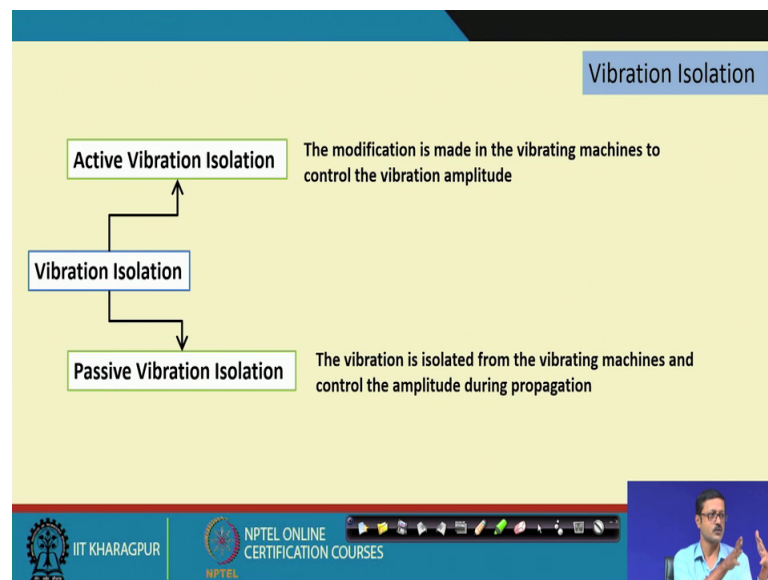 Vibration Isolation
Active Vibration Isolation
The modification is made in the vibrating machines to
control the vibration amplitude
Vibration Isolation
Passive Vibration Isolation
The vibration is isolated from the vibrating machines and
control the amplitude during propagation
IIT KHARAGPUR
NPTEL
NPTEL ONLINE
CERTIFICATION COURSES